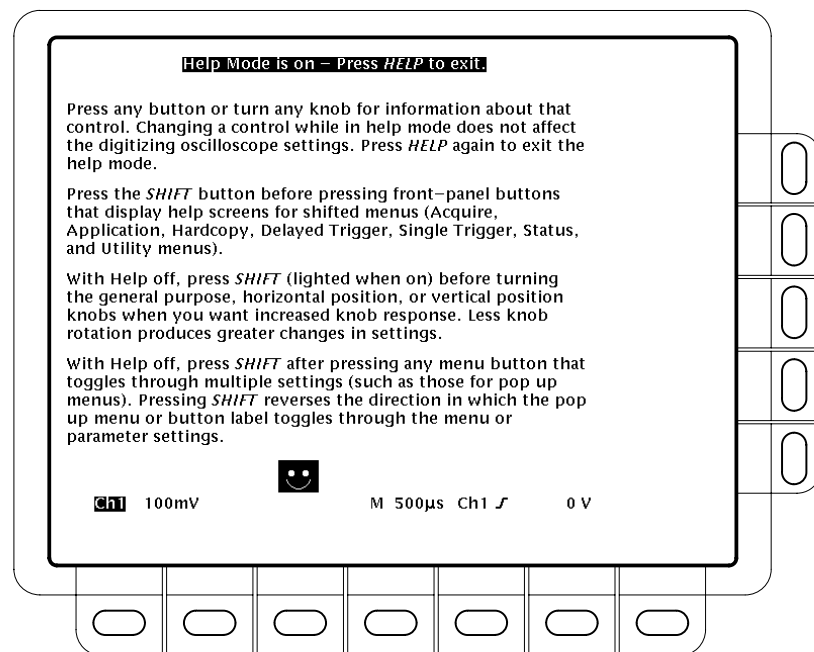 Help Mode is on – Press HELP to exit.
Press any button or turn any knob for information about that
control. Changing a control while in help mode does not affect
the digitizing oscilloscope settings. Press HELP again to exit the
help mode.
Press the SHIFT button before pressing front–panel buttons
that display help screens for shifted menus (Acquire,
Application, Hardcopy, Delayed Trigger, Single Trigger, Status,
and Utility menus).
With Help off, press SHIFT (lighted when on) before turning
the general purpose, horizontal position, or vertical position
knobs when you want increased knob response. Less knob
rotation produces greater changes in settings.
With Help off, press SHIFT after pressing any menu button that
toggles through multiple settings (such as those for pop up
menus). Pressing SHIFT reverses the direction in which the pop
up menu or button label toggles through the menu or
parameter settings.
Ch1 100mV M 500µs Ch1 0 V